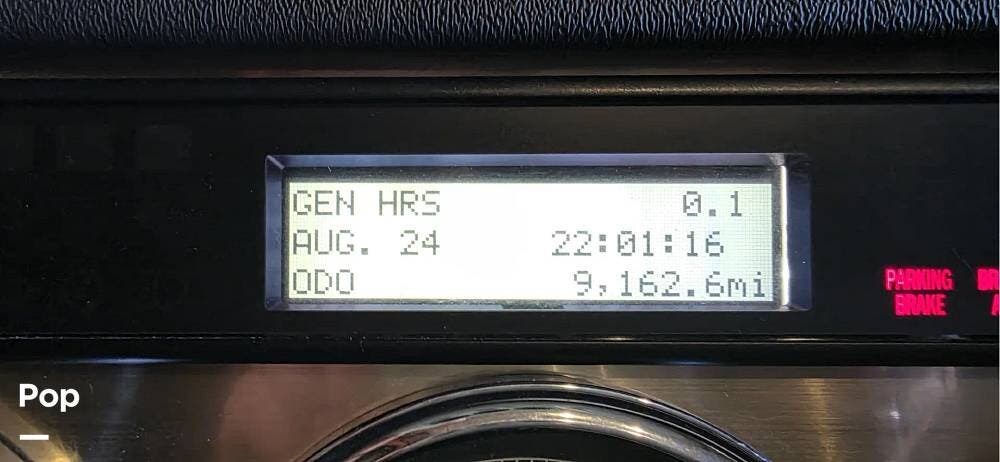 GEN HRS 0.1
AUG. 24 22:01:16
ODO 9,162.6mi
PARKING
BRAKE
Pop